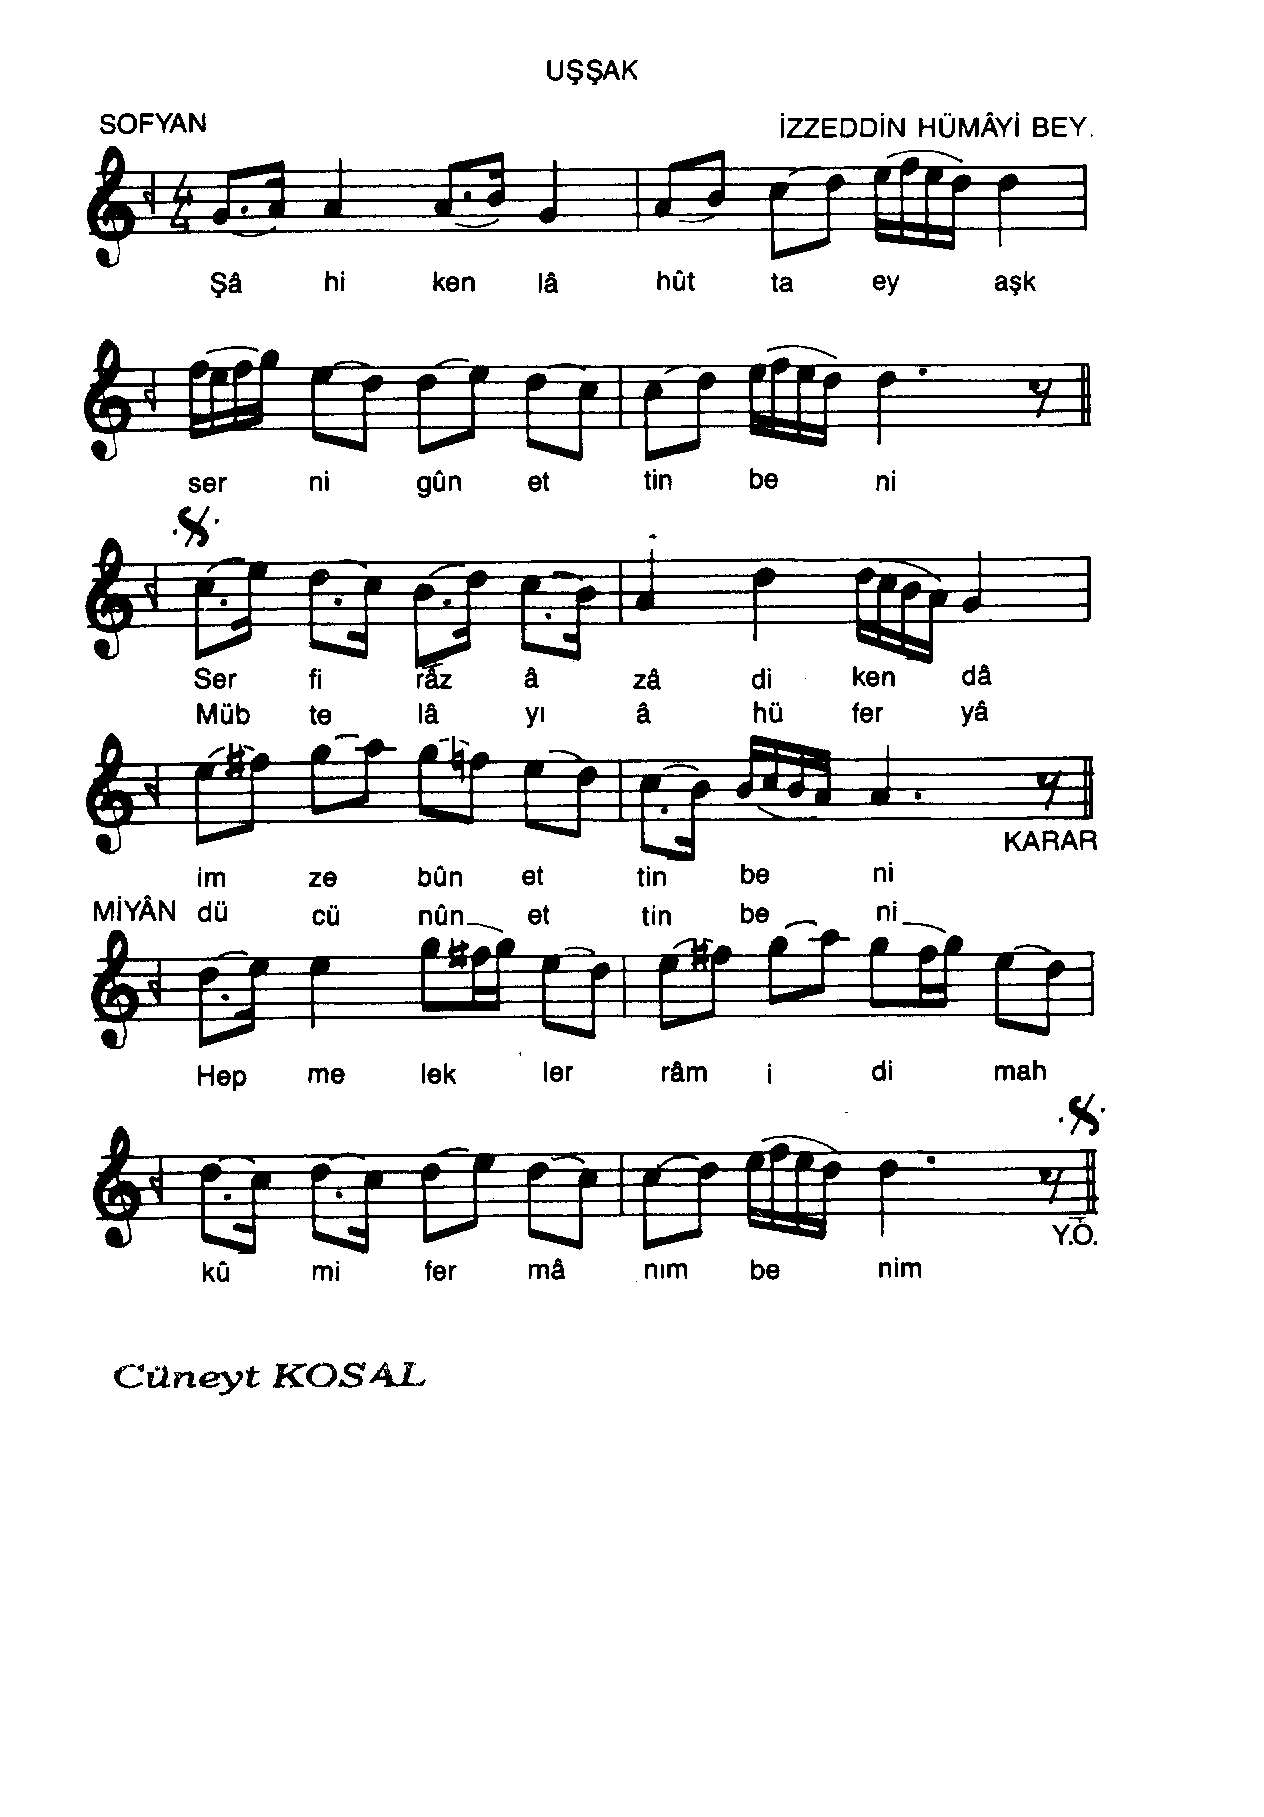 UŞŞAK
SOFYAN
İZZEDDİN HÜMÂYİ BEY.
4
4
Şâ hi ken lâ hût ta ey aşk
ser ni gûn et tin be ni
Ser fi râz â zâ di ken dâ
Müb te lâ yı â hü fer yâ
KARAR
im ze bûn et tin be ni
MİYÂN dü cü nûn et tin be ni
Hep me lek ler râm i di mah
Y.Ö.
kû mi fer mâ nım be nim
Cüneyt KOSAL